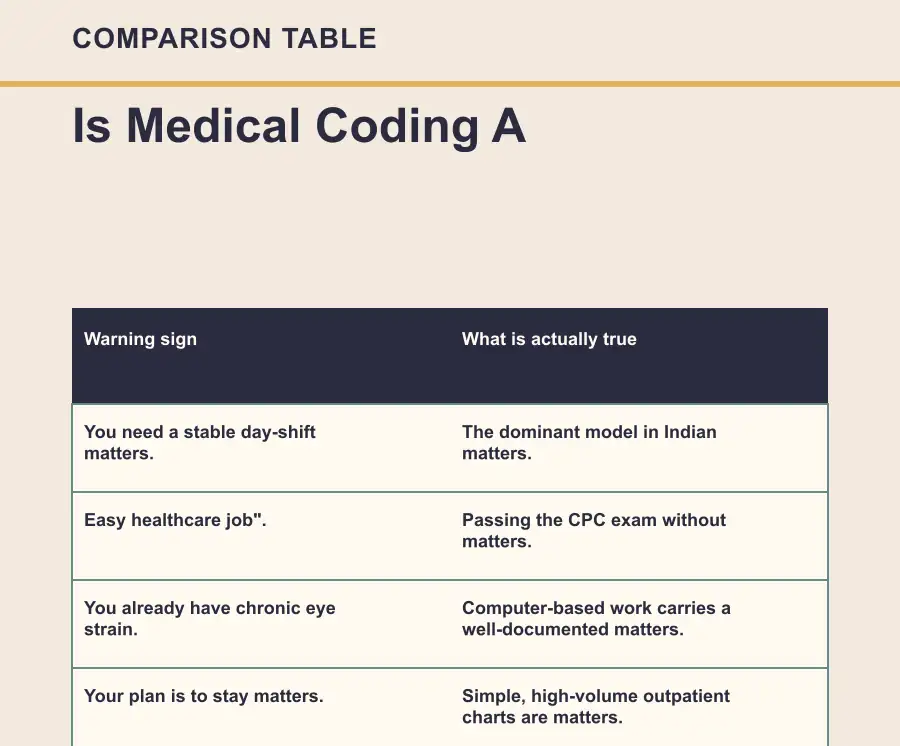 COMPARISON TABLE
Is Medical Coding A
Warning sign
What is actually true
You need a stable day-shift
matters.
The dominant model in Indian
matters.
Easy healthcare job".
Passing the CPC exam without
matters.
You already have chronic eye
strain.
Computer-based work carries a
well-documented matters.
Your plan is to stay matters.
Simple, high-volume outpatient
charts are matters.